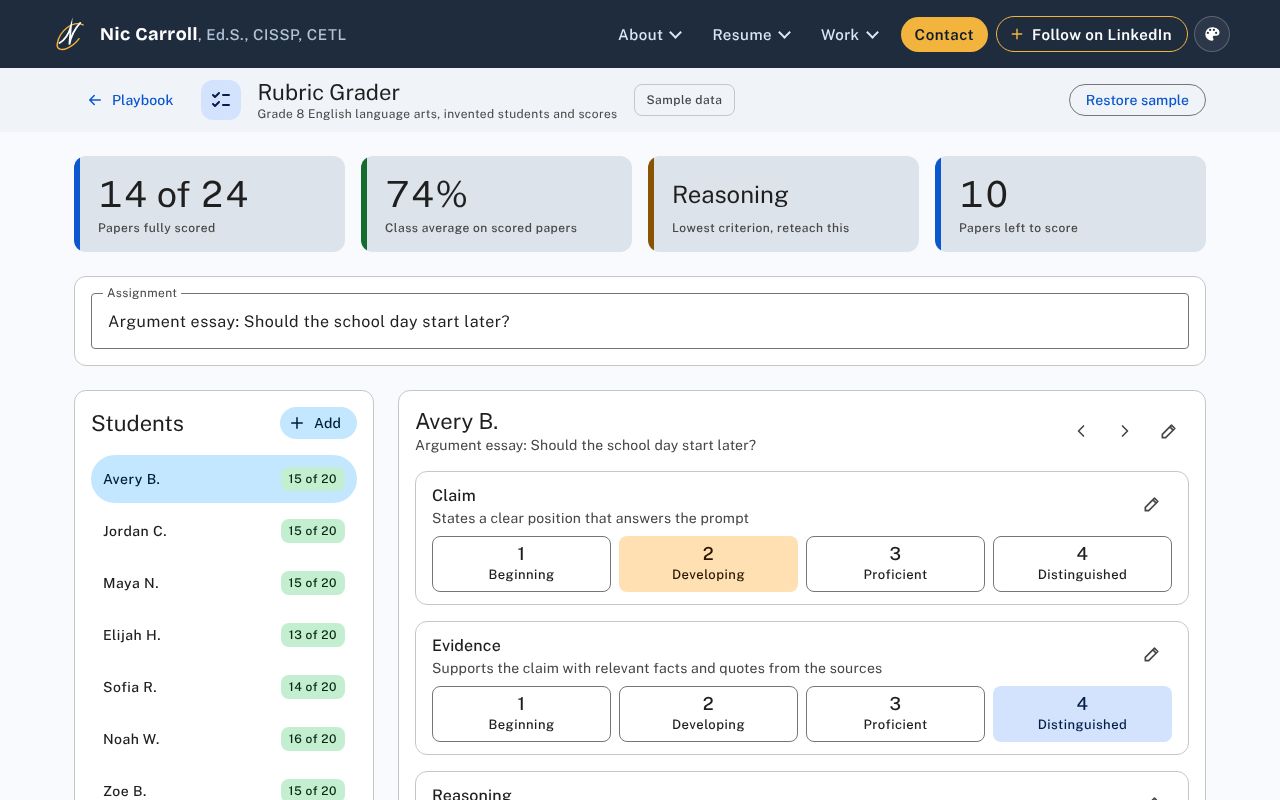 Nic Carroll, Ed.S., CISSP, CETL
About
Resume
Work
Contact
+ Follow on LinkedIn
← Playbook
Rubric Grader
Grade 8 English language arts, invented students and scores
Sample data
Restore sample
14 of 24
Papers fully scored
74%
Class average on scored papers
Reasoning
Lowest criterion, reteach this
10
Papers left to score
Assignment
Argument essay: Should the school day start later?
Students
+ Add
Avery B. 15 of 20
Jordan C. 15 of 20
Maya N. 15 of 20
Elijah H. 13 of 20
Sofia R. 14 of 20
Noah W. 16 of 20
Zoe B. 15 of 20
Avery B.
Argument essay: Should the school day start later?
Claim
States a clear position that answers the prompt
1 2 3 4
Beginning Developing Proficient Distinguished
Evidence
Supports the claim with relevant facts and quotes from the sources
1 2 3 4
Beginning Developing Proficient Distinguished
Reasoning